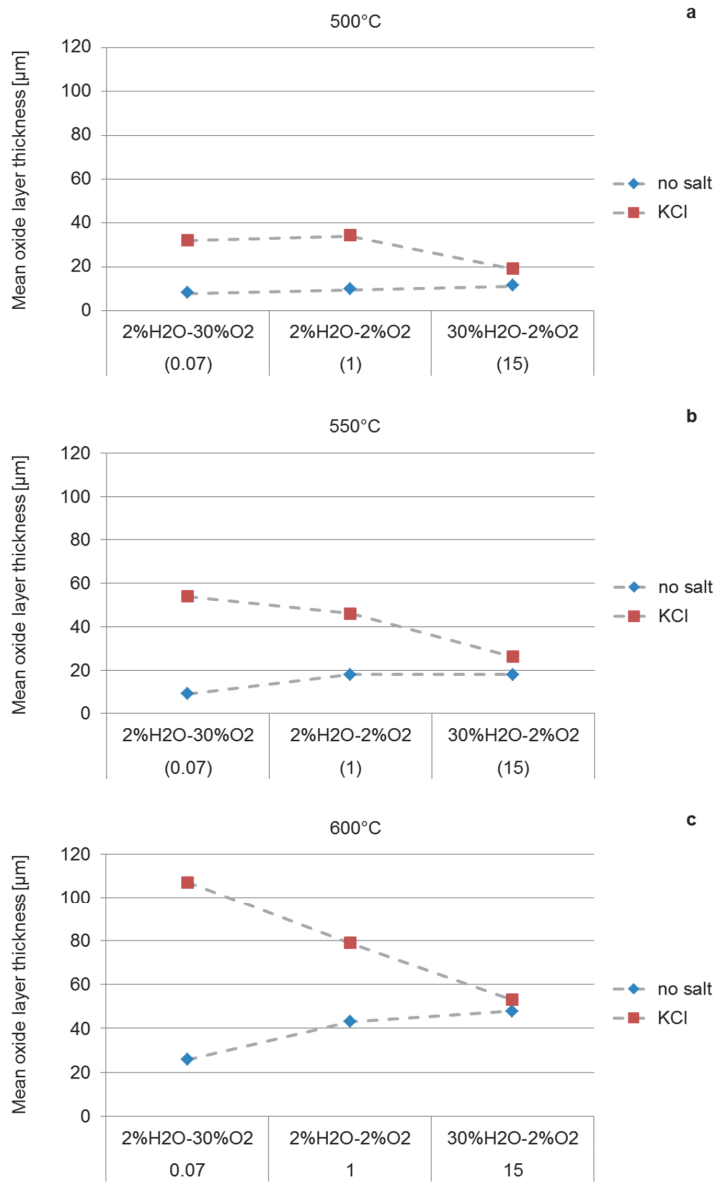 a
500°C
Mean oxide layer thickness [µm]
120
100
80
60
40
20
0
no salt
KCl
2%H2O-30%O2 2%H2O-2%O2 30%H2O-2%O2
(0.07) (1) (15)
b
550°C
Mean oxide layer thickness [µm]
120
100
80
60
40
20
0
no salt
KCl
2%H2O-30%O2 2%H2O-2%O2 30%H2O-2%O2
(0.07) (1) (15)
c
600°C
Mean oxide layer thickness [µm]
120
100
80
60
40
20
0
no salt
KCl
2%H2O-30%O2 2%H2O-2%O2 30%H2O-2%O2
0.07 1 15